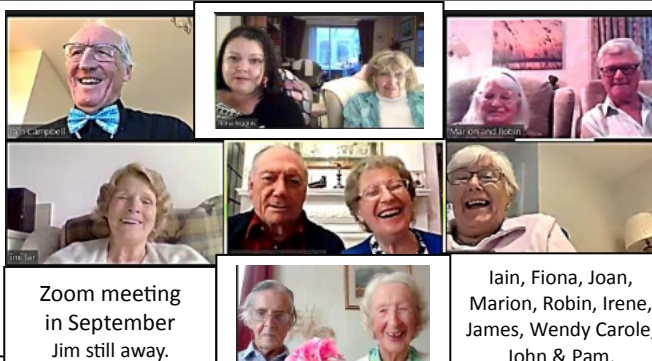 Iain Campbell
Marion and Robin
Zoom meeting
in September
Jim still away.
Iain, Fiona, Joan,
Marion, Robin, Irene,
James, Wendy Carole,
John & Pam.